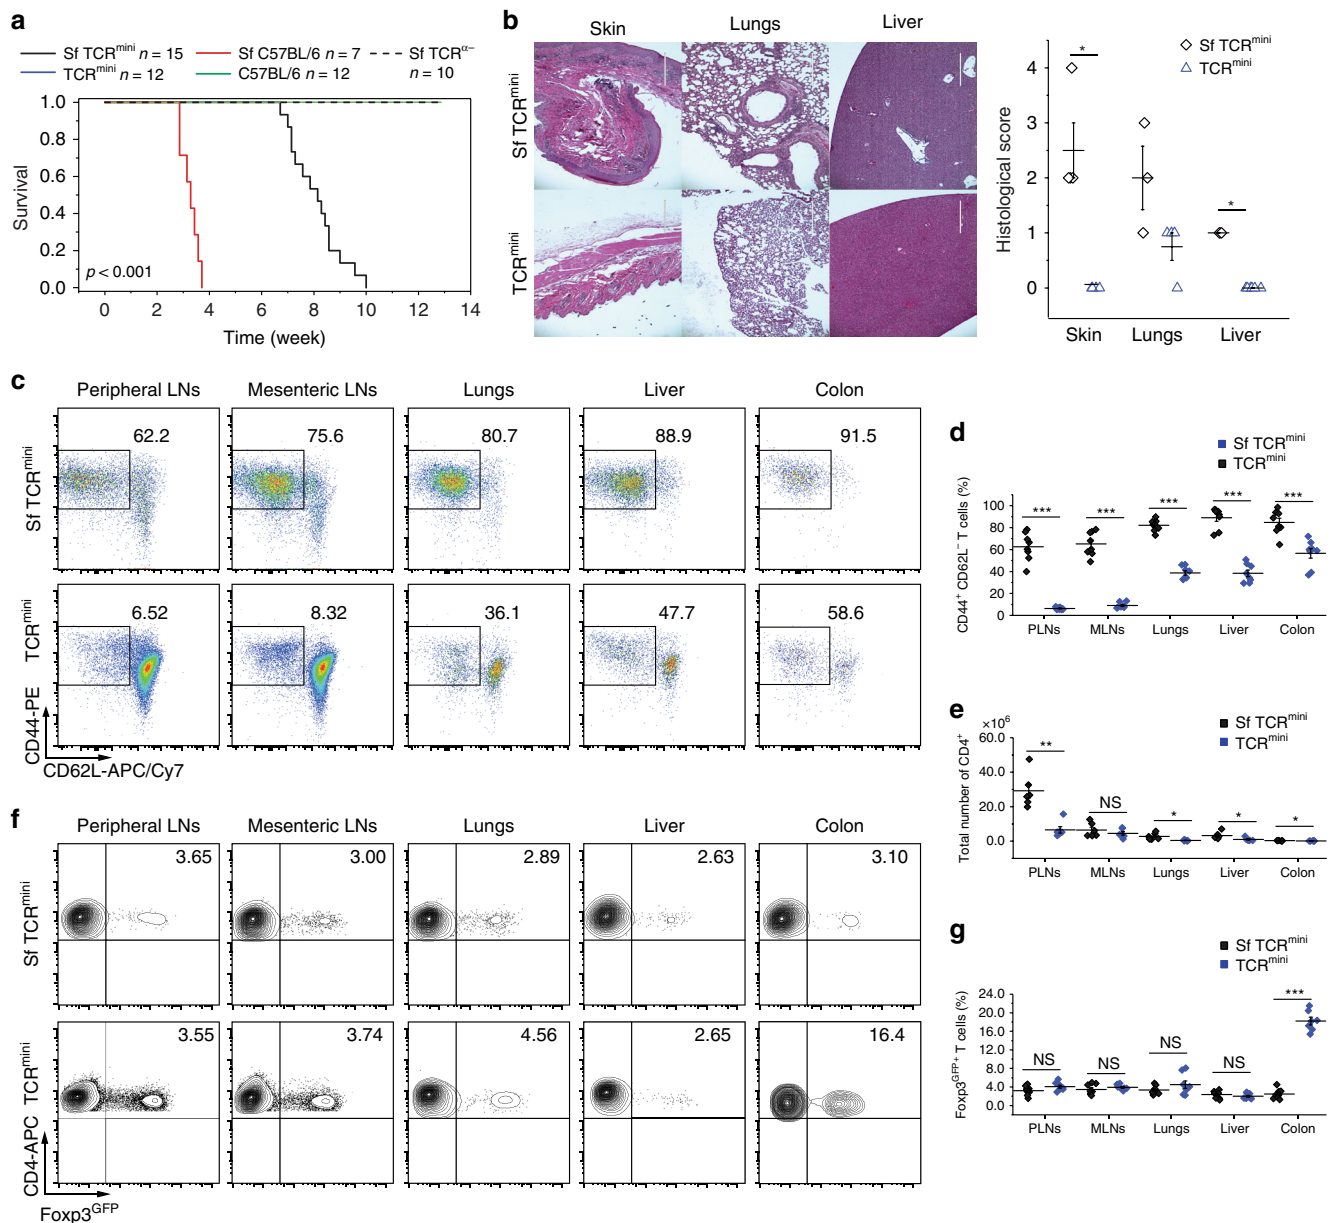 a
Sf TCRmini n = 15
Sf C57BL/6 n = 7
Sf TCRα−
TCRmini n = 12
C57BL/6 n = 12
n = 10
1.0
0.8
0.6
0.4
0.2
0.0
Survival
p < 0.001
0 2 4 6 8 10 12 14
Time (week)
b
Skin Lungs Liver
Sf TCRmini
TCRmini
Sf TCRmini
TCRmini
Histological score
4
3
2
1
0
* *
Skin Lungs Liver
c
Peripheral LNs Mesenteric LNs Lungs Liver Colon
Sf TCRmini
62.2 75.6 80.7 88.9 91.5
TCRmini
6.52 8.32 36.1 47.7 58.6
CD44-PE
CD62L-APC/Cy7
d
Sf TCRmini
TCRmini
CD44+ CD62L− T cells (%)
100
80
60
40
20
0
*** *** *** *** ***
PLNs MLNs Lungs Liver Colon
e
×10⁶
Sf TCRmini
TCRmini
Total number of CD4+
60.0
40.0
20.0
0.0
** NS * * *
PLNs MLNs Lungs Liver Colon
f
Peripheral LNs Mesenteric LNs Lungs Liver Colon
Sf TCRmini
3.65 3.00 2.89 2.63 3.10
TCRmini
3.55 3.74 4.56 2.65 16.4
CD4-APC
Foxp3GFP
g
Sf TCRmini
TCRmini
Foxp3GFP+ T cells (%)
24.0
20.0
16.0
12.0
8.0
4.0
0.0
NS NS NS NS ***
PLNs MLNs Lungs Liver Colon